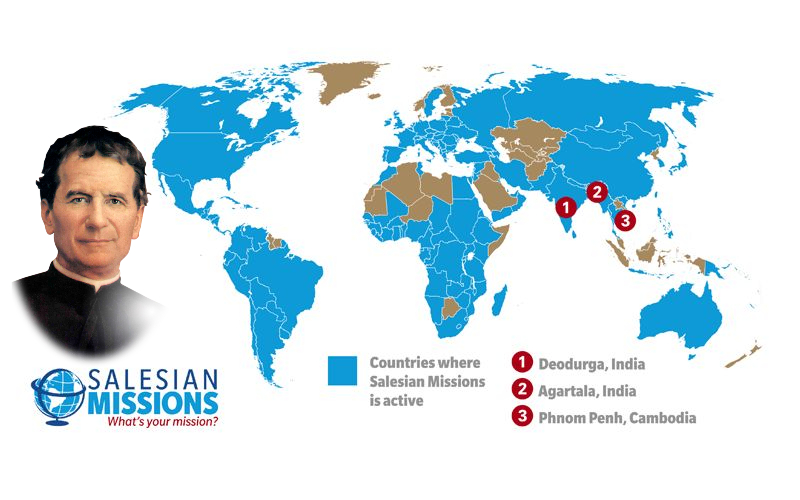 1
2
3
SALESIAN
MISSIONS
What's your mission?
Countries where
Salesian Missions
is active
1 Deodurga, India
2 Agartala, India
3 Phnom Penh, Cambodia